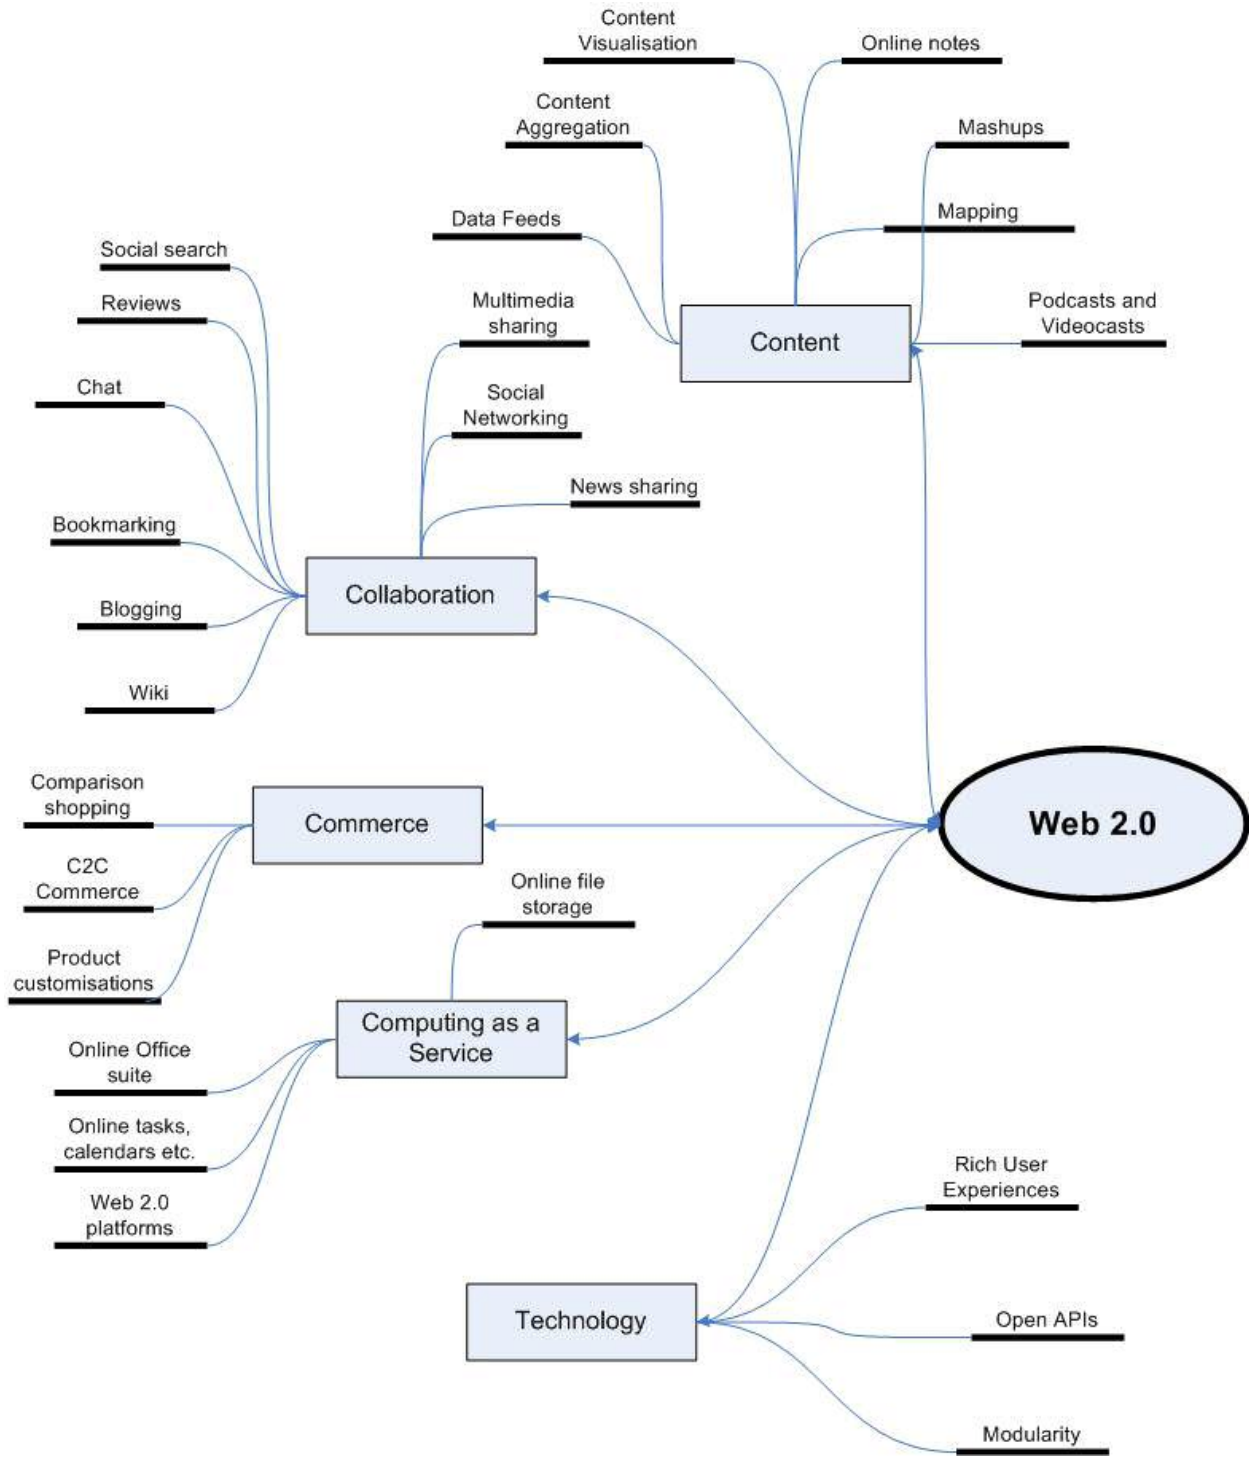 Content
Visualisation
Online notes
Content
Aggregation
Mashups
Data Feeds
Mapping
Social search
Reviews
Multimedia
sharing
Podcasts and
Videocasts
Content
Chat
Social
Networking
News sharing
Bookmarking
Collaboration
Blogging
Wiki
Comparison
shopping
Commerce
Web 2.0
C2C
Commerce
Online file
storage
Product
customisations
Computing as a
Service
Online Office
suite
Online tasks,
calendars etc.
Web 2.0
platforms
Rich User
Experiences
Technology
Open APIs
Modularity